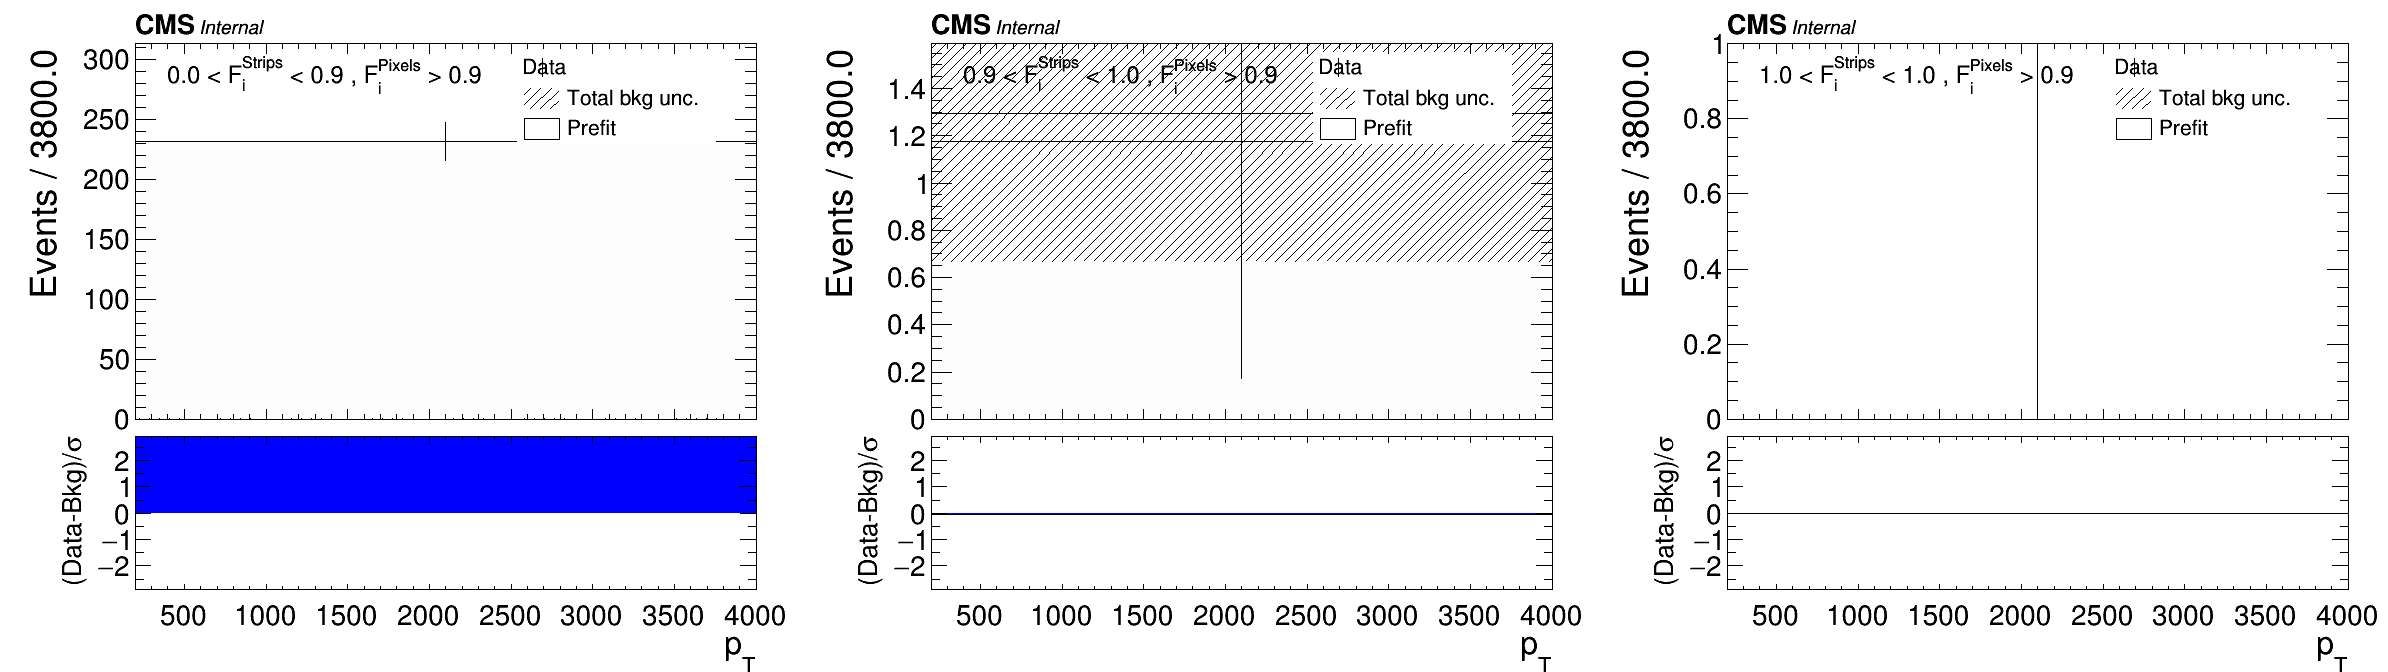 CMS Internal
Events / 3800.0
300
250
200
150
100
50
0
0.0 < F_i^Strips < 0.9 , F_i^Pixels > 0.9
Data
Total bkg unc.
Prefit
(Data-Bkg)/σ
2
1
0
−1
−2
500 1000 1500 2000 2500 3000 3500 4000
p_T
CMS Internal
Events / 3800.0
1.4
1.2
1
0.8
0.6
0.4
0.2
0
0.9 < F_i^Strips < 1.0 , F_i^Pixels > 0.9
Data
Total bkg unc.
Prefit
(Data-Bkg)/σ
2
1
0
−1
−2
500 1000 1500 2000 2500 3000 3500 4000
p_T
CMS Internal
Events / 3800.0
1
0.8
0.6
0.4
0.2
0
1.0 < F_i^Strips < 1.0 , F_i^Pixels > 0.9
Data
Total bkg unc.
Prefit
(Data-Bkg)/σ
2
1
0
−1
−2
500 1000 1500 2000 2500 3000 3500 4000
p_T